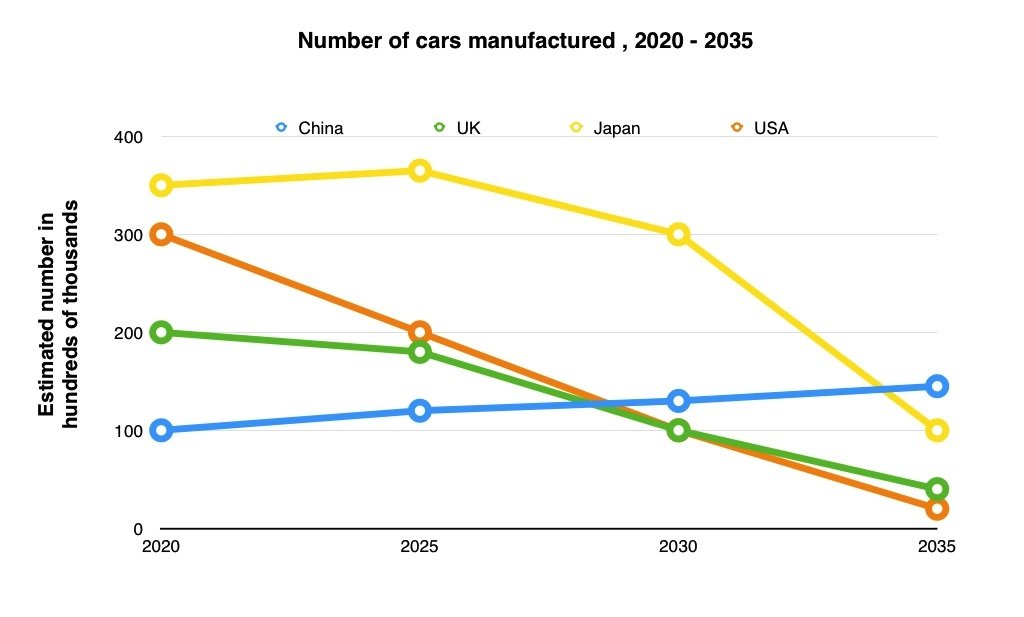 Number of cars manufactured , 2020 - 2035
China UK Japan USA
400
300
200
100
0
Estimated number in
hundreds of thousands
2020 2025 2030 2035